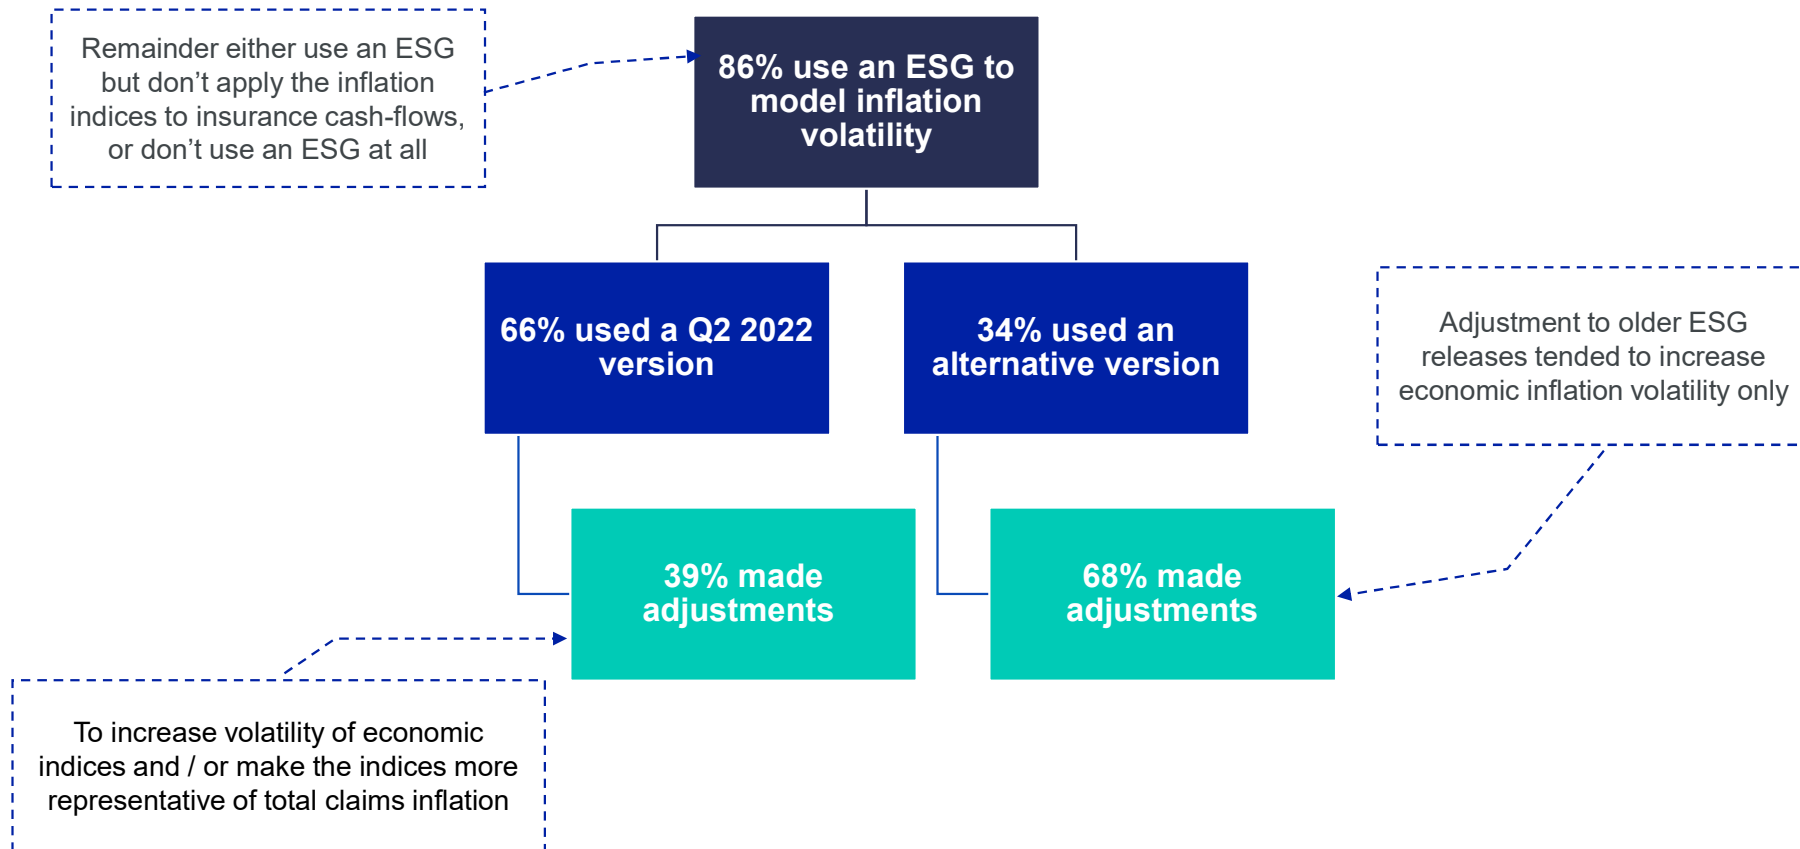 Remainder either use an ESG
but don’t apply the inflation
indices to insurance cash-flows,
or don’t use an ESG at all
86% use an ESG to
model inflation
volatility
66% used a Q2 2022
version
34% used an
alternative version
Adjustment to older ESG
releases tended to increase
economic inflation volatility only
39% made
adjustments
68% made
adjustments
To increase volatility of economic
indices and / or make the indices more
representative of total claims inflation